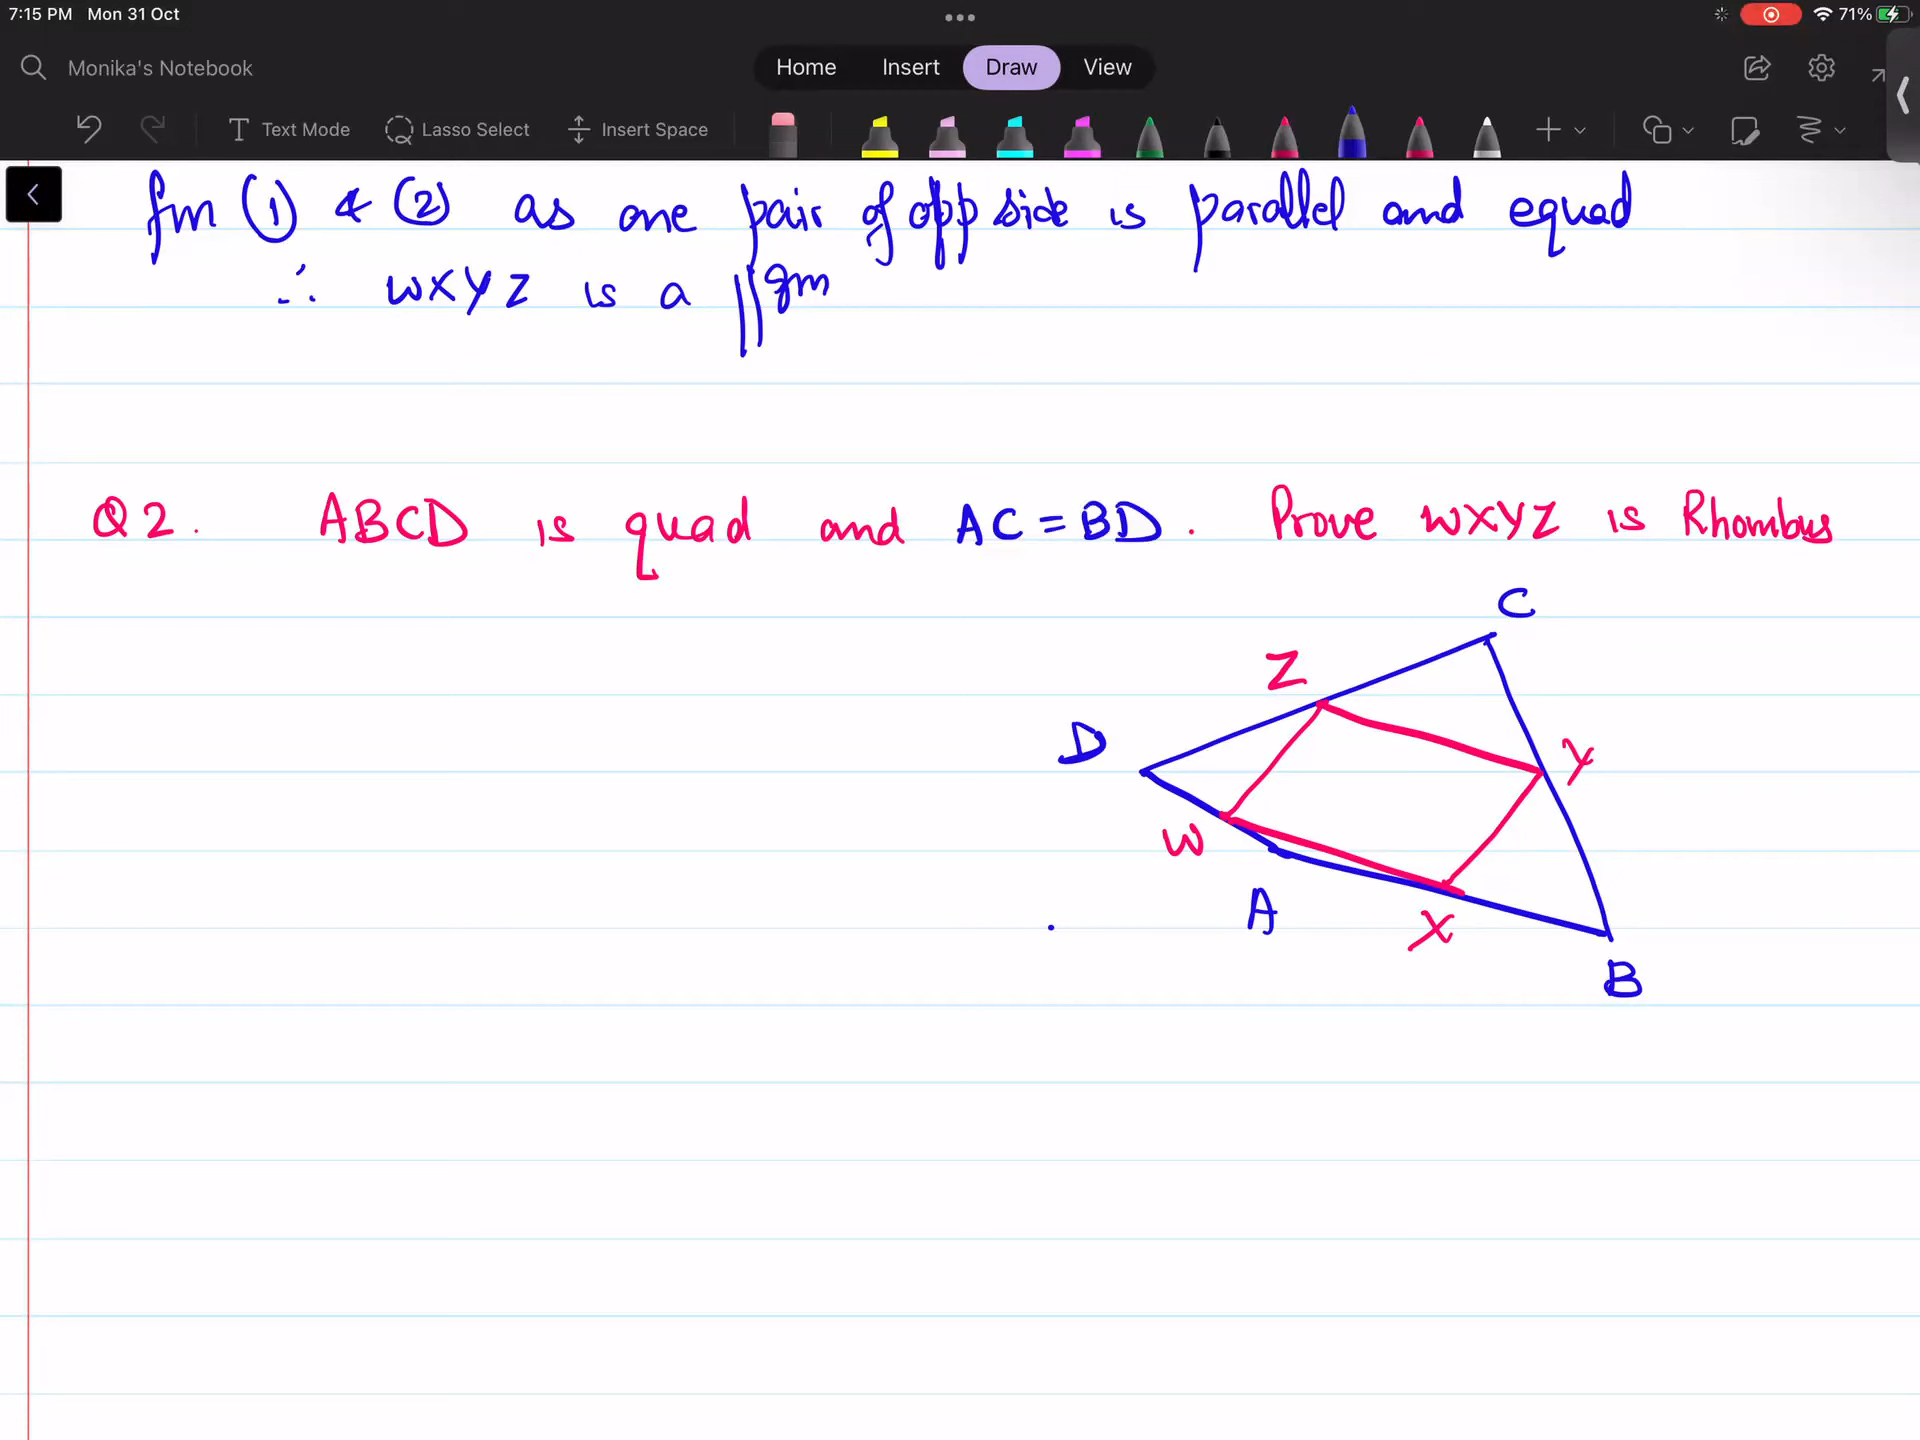 7:15 PM Mon 31 Oct
71%
Monika's Notebook
Home Insert Draw View
Text Mode Lasso Select Insert Space
fm (1) & (2) as one pair of opp side is parallel and equal
∴ WXYZ is a ||gm
Q2. ABCD is quad and AC = BD. Prove WXYZ is Rhombus
C
Z
D
Y
W
A
X
B